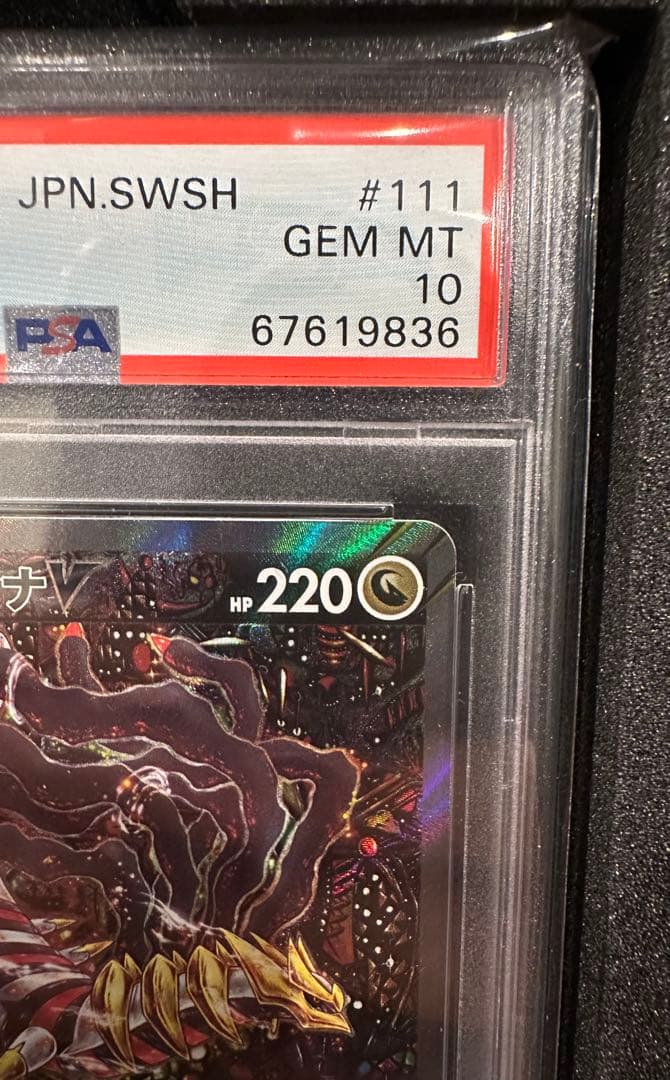 JPN.SWSH #111
GEM MT
10
PSA 67619836
ナV HP 220